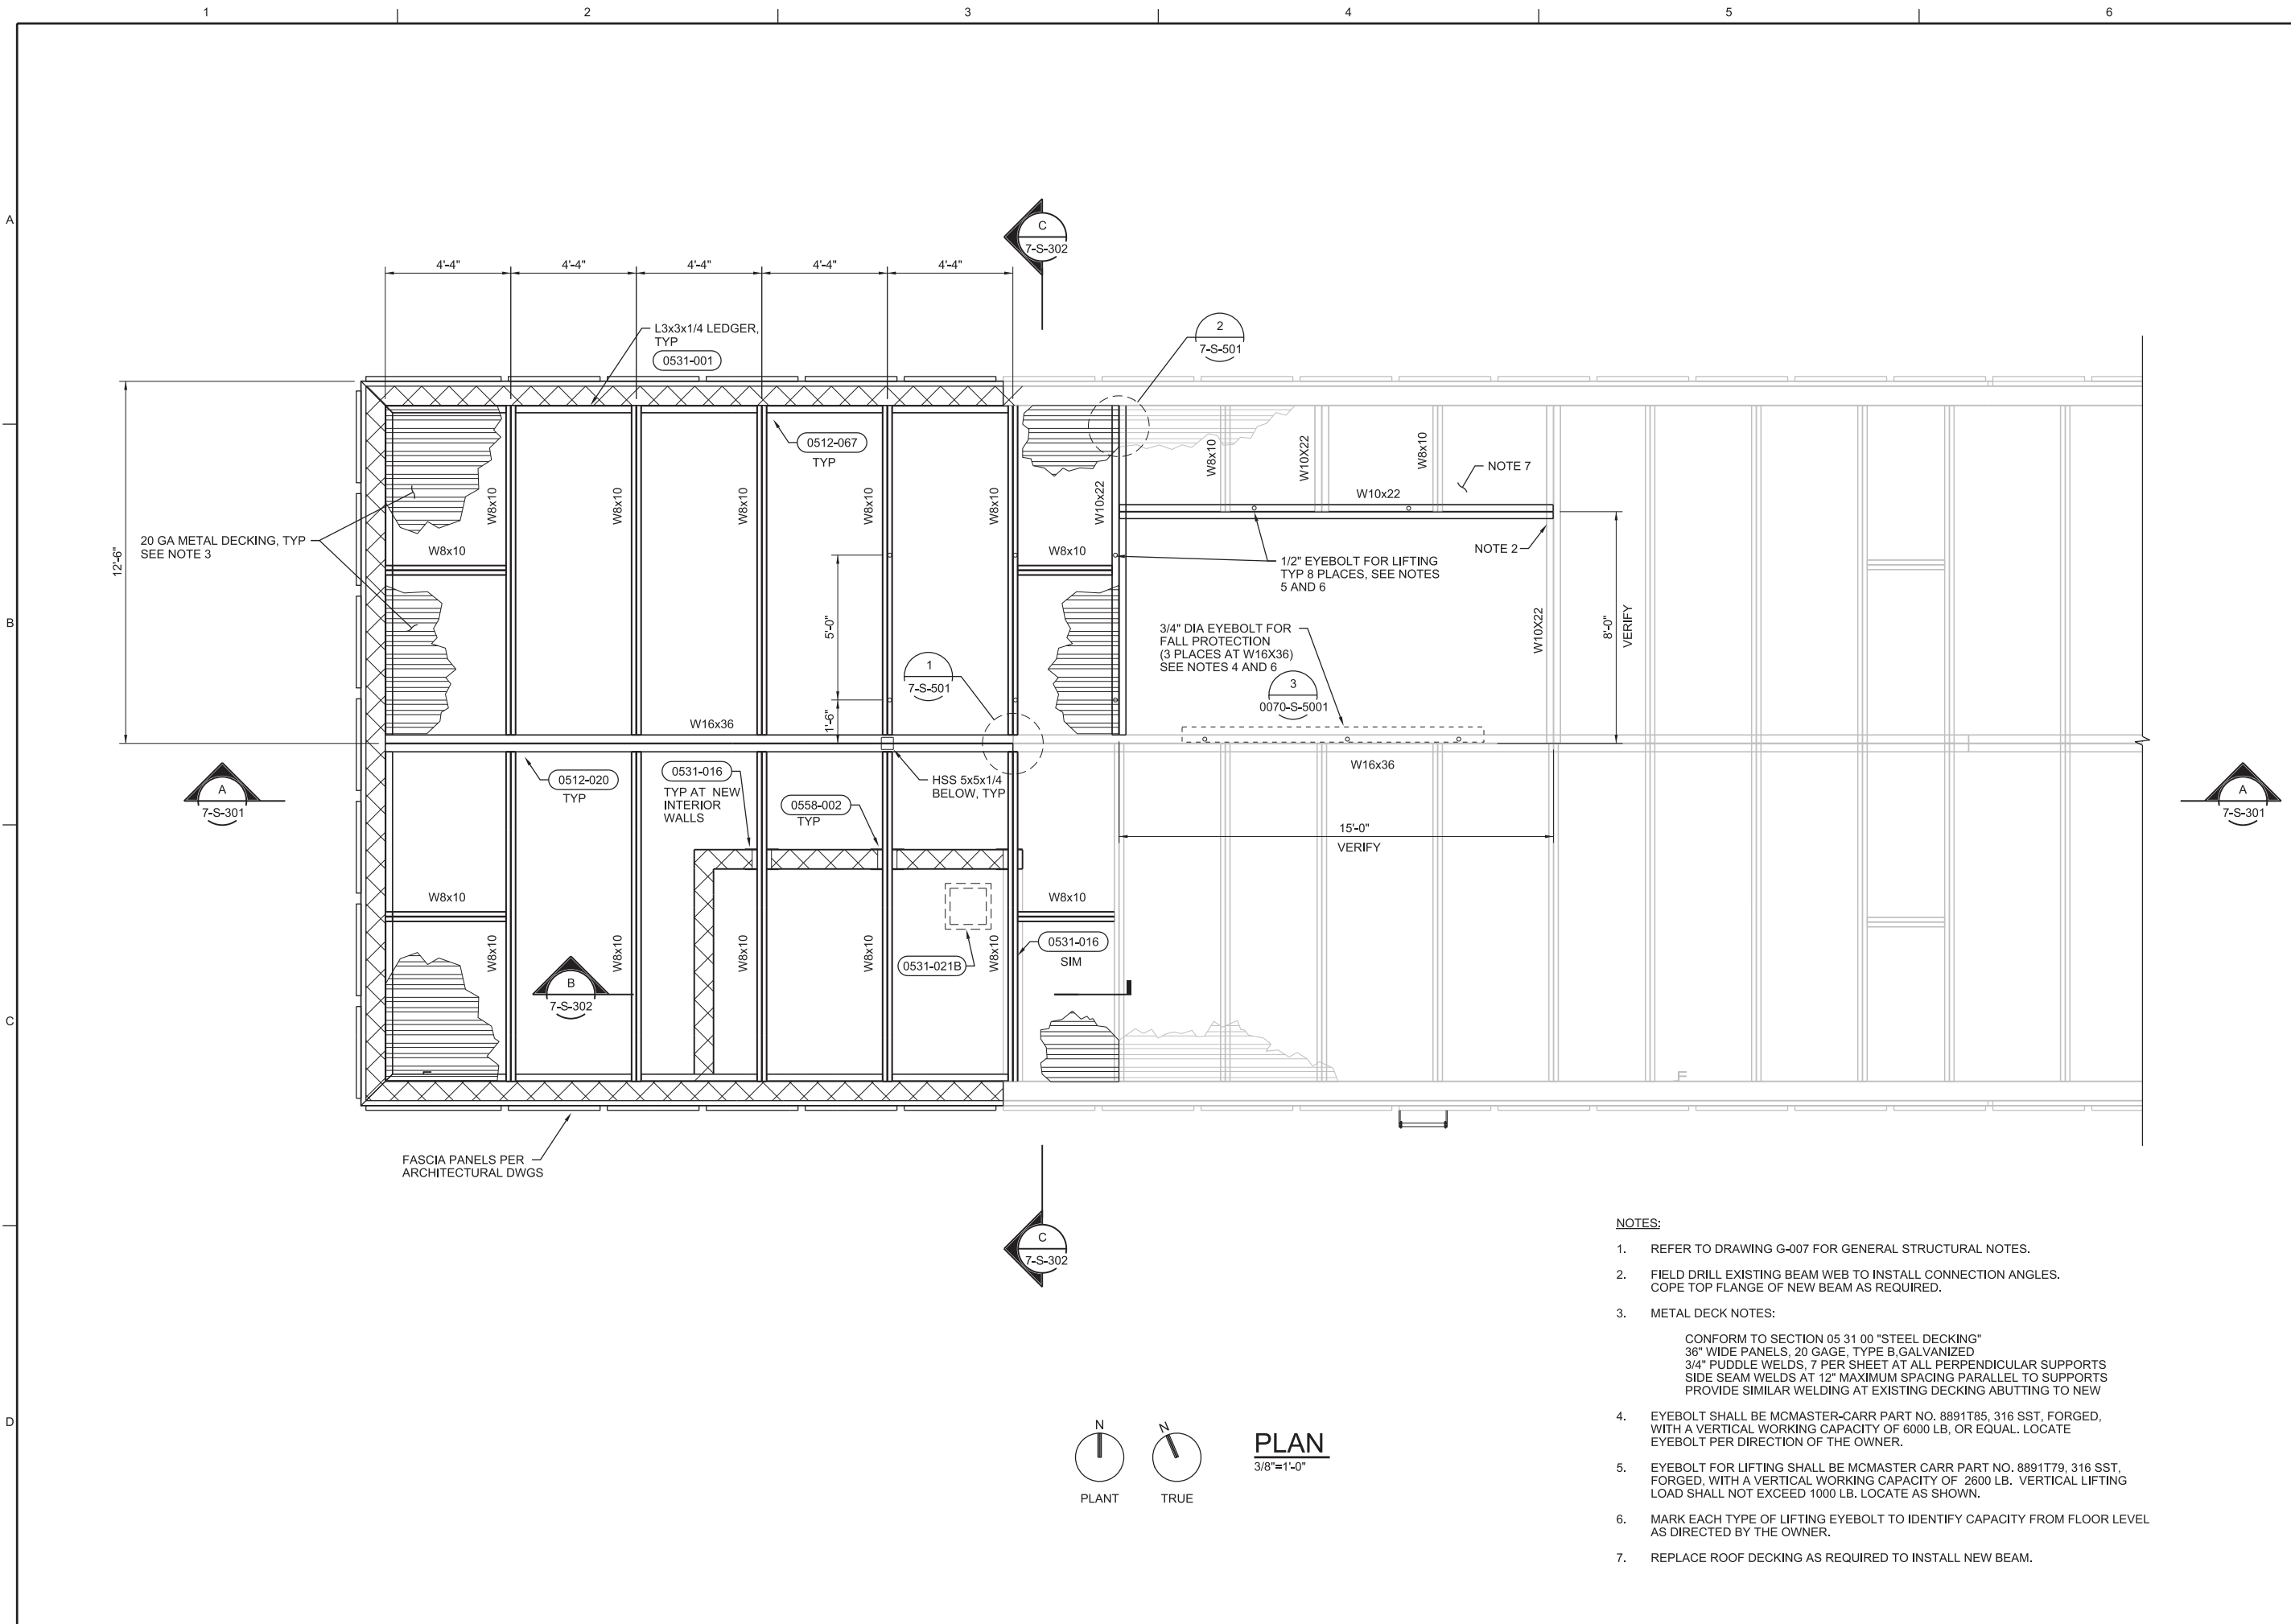 1
2
3
4
5
6
A
B
C
D
C
7-S-302
4'-4"
4'-4"
4'-4"
4'-4"
4'-4"
L3x3x1/4 LEDGER,
TYP
0531-001
2
7-S-501
12'-6"
0512-067
TYP
W8x10
W8x10
W8x10
W8x10
W8x10
W10x22
W8x10
W10X22
W8x10
NOTE 7
W10x22
20 GA METAL DECKING, TYP
SEE NOTE 3
W8x10
W8x10
NOTE 2
1/2" EYEBOLT FOR LIFTING
TYP 8 PLACES, SEE NOTES
5 AND 6
5'-0"
W10X22
8'-0"
VERIFY
3/4" DIA EYEBOLT FOR
FALL PROTECTION
(3 PLACES AT W16X36)
SEE NOTES 4 AND 6
1
7-S-501
3
0070-S-5001
1'-6"
W16x36
W16x36
A
7-S-301
0512-020
TYP
0531-016
TYP AT NEW
INTERIOR
WALLS
HSS 5x5x1/4
BELOW, TYP
0558-002
TYP
A
7-S-301
15'-0"
VERIFY
W8x10
W8x10
W8x10
W8x10
W8x10
W8x10
W8x10
0531-016
SIM
0531-021B
B
7-S-302
FASCIA PANELS PER
ARCHITECTURAL DWGS
C
7-S-302
N
PLANT
N
TRUE
PLAN
3/8"=1'-0"
NOTES:
1. REFER TO DRAWING G-007 FOR GENERAL STRUCTURAL NOTES.
2. FIELD DRILL EXISTING BEAM WEB TO INSTALL CONNECTION ANGLES.
COPE TOP FLANGE OF NEW BEAM AS REQUIRED.
3. METAL DECK NOTES:
CONFORM TO SECTION 05 31 00 "STEEL DECKING"
36" WIDE PANELS, 20 GAGE, TYPE B,GALVANIZED
3/4" PUDDLE WELDS, 7 PER SHEET AT ALL PERPENDICULAR SUPPORTS
SIDE SEAM WELDS AT 12" MAXIMUM SPACING PARALLEL TO SUPPORTS
PROVIDE SIMILAR WELDING AT EXISTING DECKING ABUTTING TO NEW
4. EYEBOLT SHALL BE MCMASTER-CARR PART NO. 8891T85, 316 SST, FORGED,
WITH A VERTICAL WORKING CAPACITY OF 6000 LB, OR EQUAL. LOCATE
EYEBOLT PER DIRECTION OF THE OWNER.
5. EYEBOLT FOR LIFTING SHALL BE MCMASTER CARR PART NO. 8891T79, 316 SST,
FORGED, WITH A VERTICAL WORKING CAPACITY OF 2600 LB. VERTICAL LIFTING
LOAD SHALL NOT EXCEED 1000 LB. LOCATE AS SHOWN.
6. MARK EACH TYPE OF LIFTING EYEBOLT TO IDENTIFY CAPACITY FROM FLOOR LEVEL
AS DIRECTED BY THE OWNER.
7. REPLACE ROOF DECKING AS REQUIRED TO INSTALL NEW BEAM.